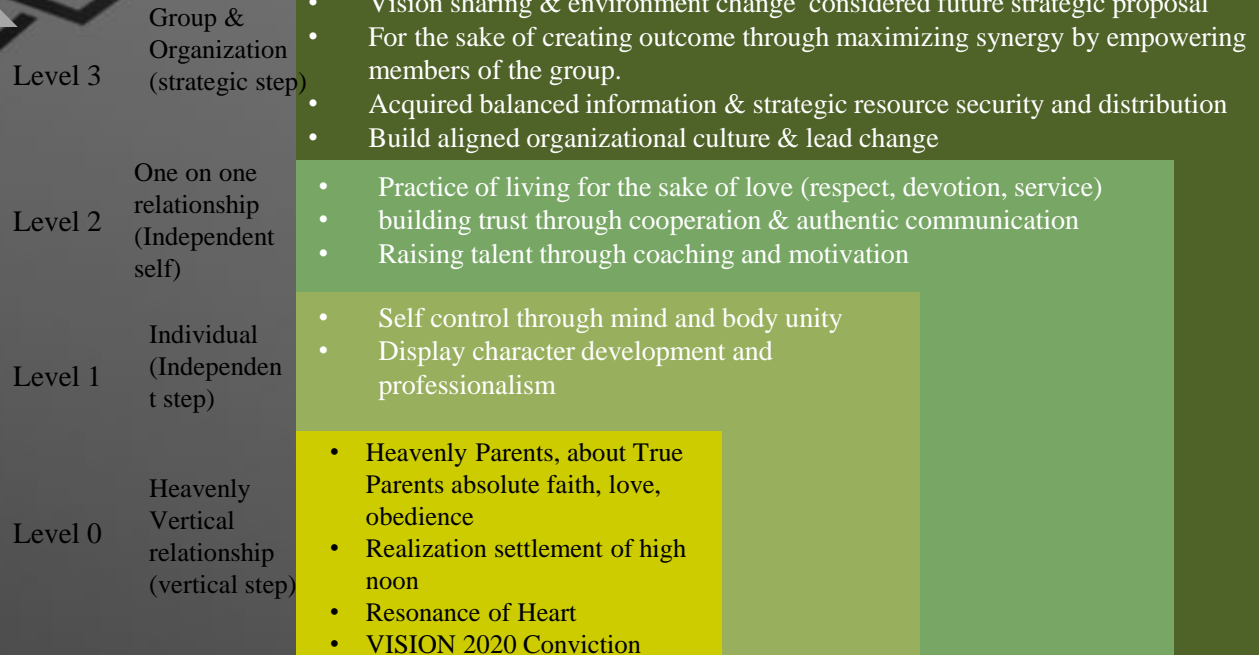 Vision sharing & environment change considered future strategic proposal
Group &
Organization
(strategic step)
Level 3
• For the sake of creating outcome through maximizing synergy by empowering
members of the group.
• Acquired balanced information & strategic resource security and distribution
• Build aligned organizational culture & lead change
Level 2
One on one
relationship
(Independent
self)
• Practice of living for the sake of love (respect, devotion, service)
• building trust through cooperation & authentic communication
• Raising talent through coaching and motivation
Level 1
Individual
(Independen
t step)
• Self control through mind and body unity
• Display character development and
professionalism
Level 0
Heavenly
Vertical
relationship
(vertical step)
• Heavenly Parents, about True
Parents absolute faith, love,
obedience
• Realization settlement of high
noon
• Resonance of Heart
• VISION 2020 Conviction